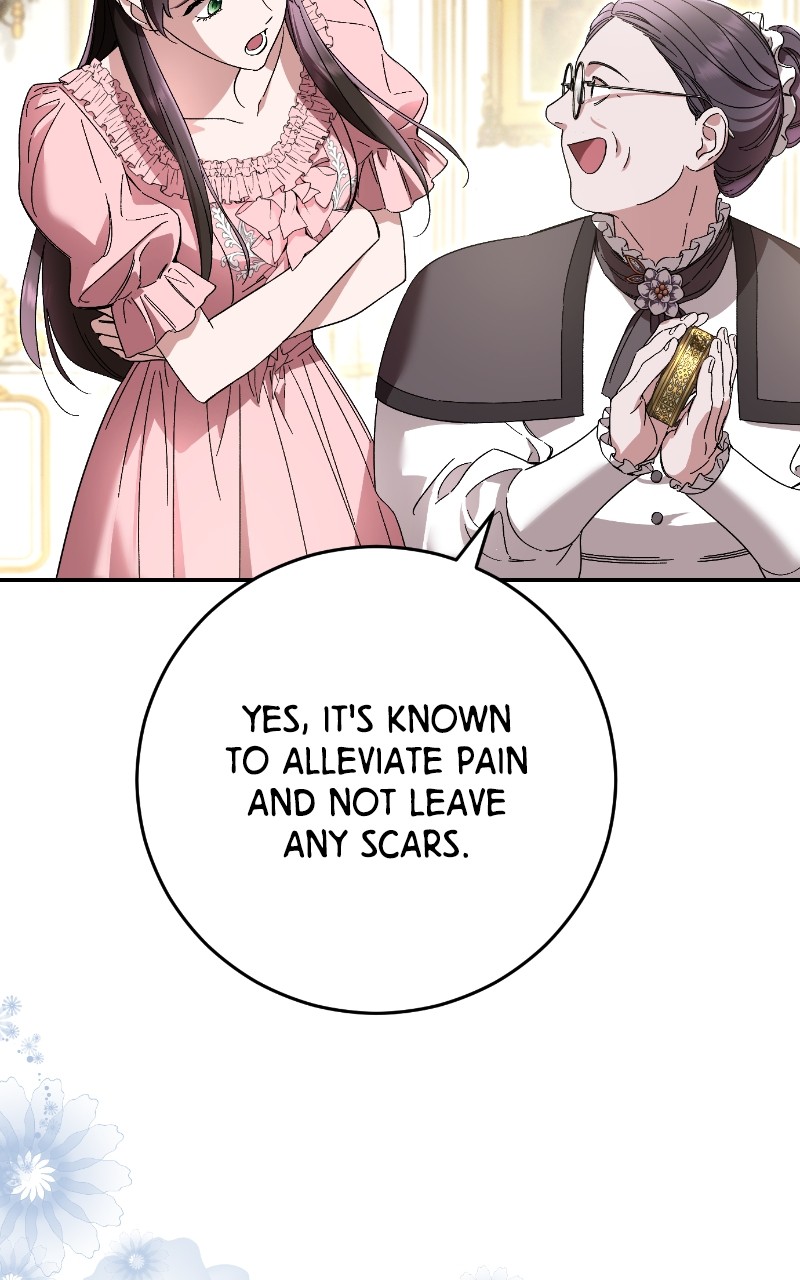 YES, IT'S KNOWN
TO ALLEVIATE PAIN
AND NOT LEAVE
ANY SCARS.